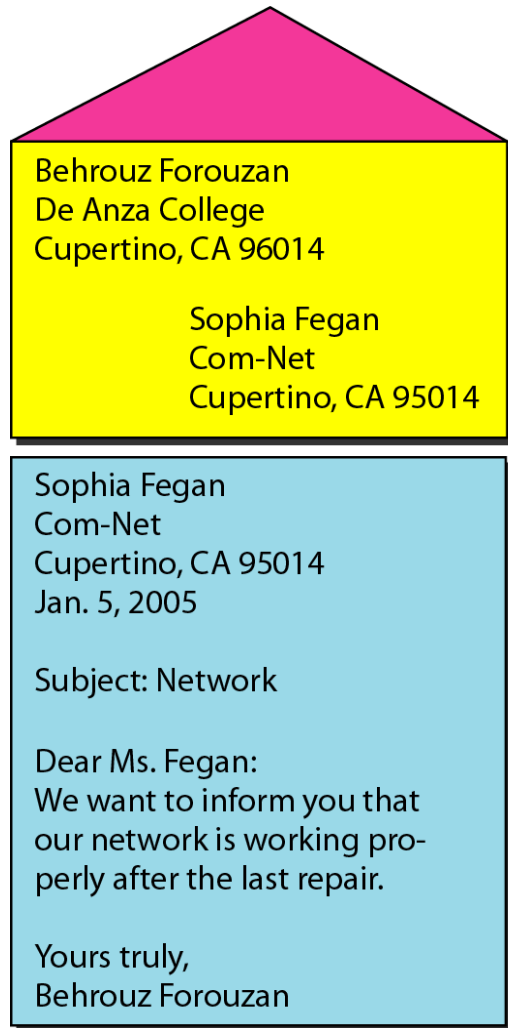 Behrouz Forouzan
De Anza College
Cupertino, CA 96014
Sophia Fegan
Com-Net
Cupertino, CA 95014
Sophia Fegan
Com-Net
Cupertino, CA 95014
Jan. 5, 2005
Subject: Network
Dear Ms. Fegan:
We want to inform you that
our network is working pro-
perly after the last repair.
Yours truly,
Behrouz Forouzan